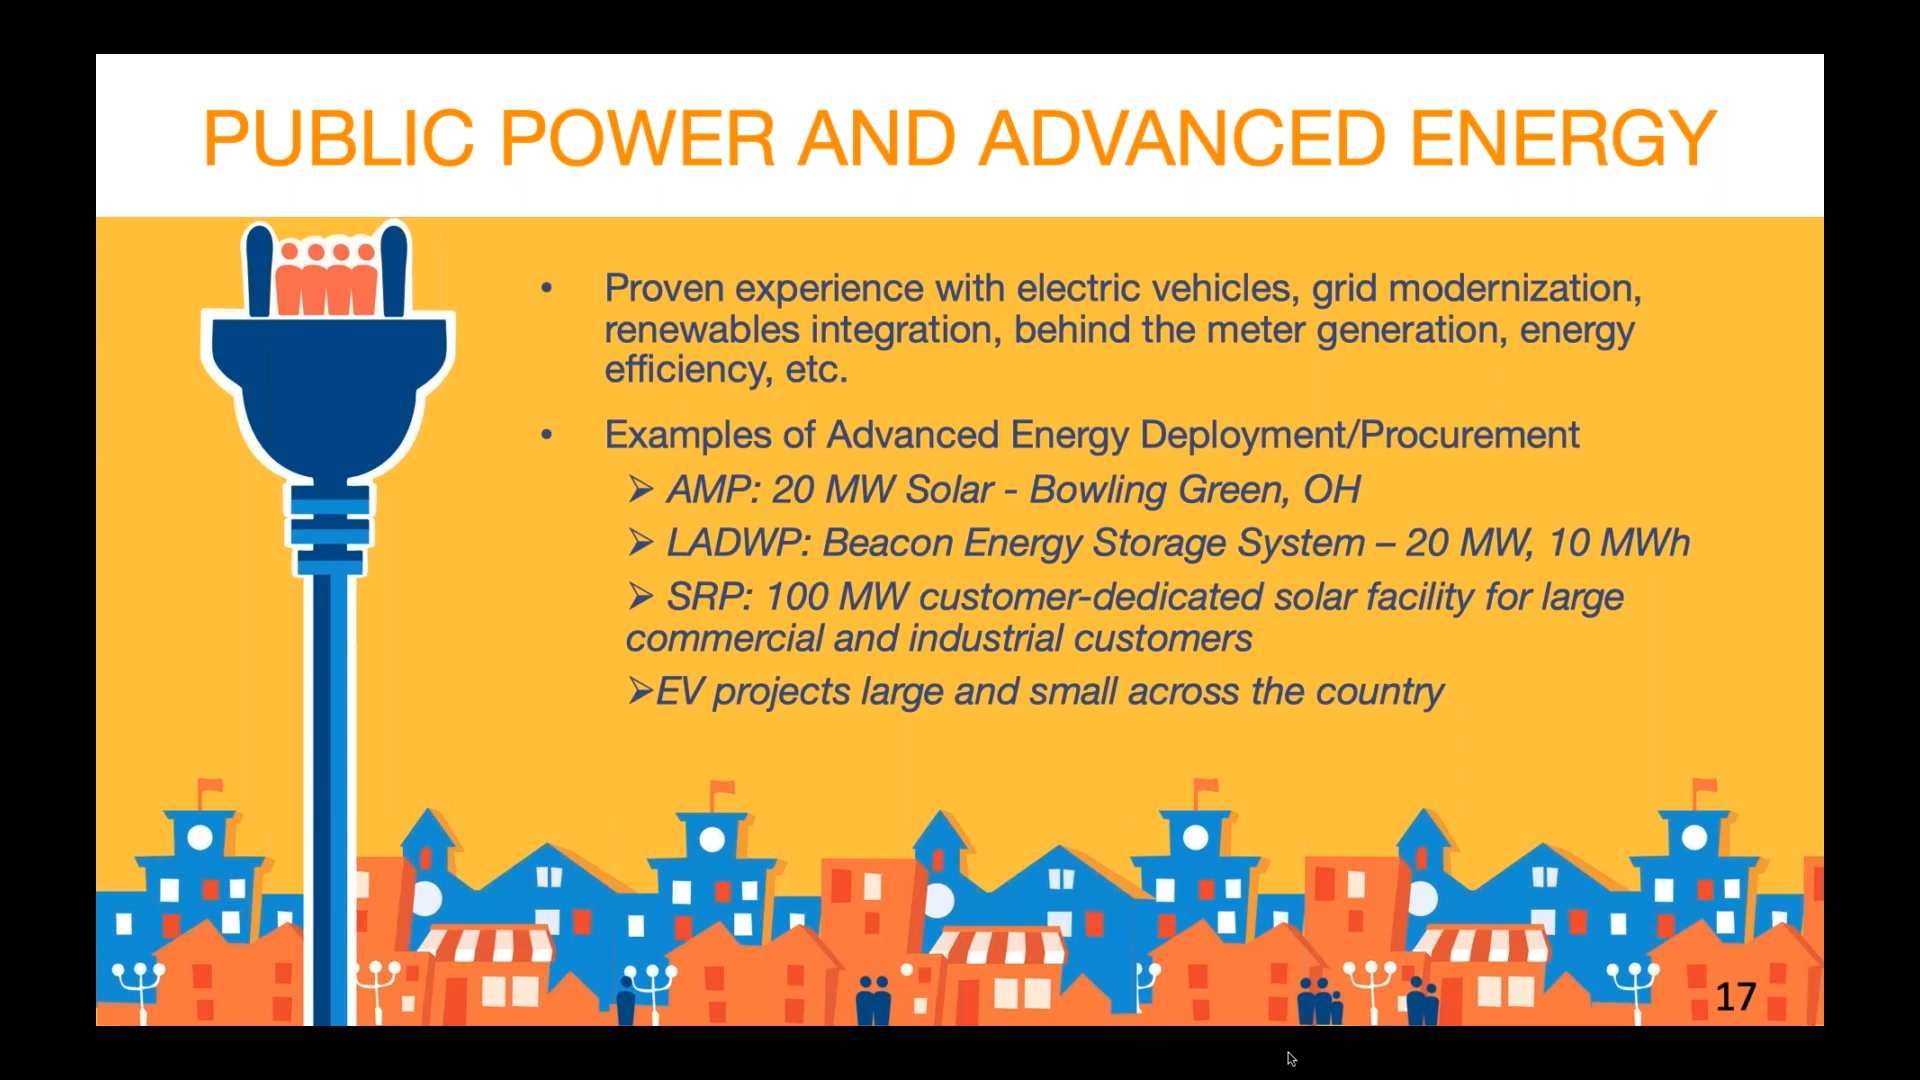 PUBLIC POWER AND ADVANCED ENERGY
• Proven experience with electric vehicles, grid modernization,
renewables integration, behind the meter generation, energy
efficiency, etc.
• Examples of Advanced Energy Deployment/Procurement
➢ AMP: 20 MW Solar - Bowling Green, OH
➢ LADWP: Beacon Energy Storage System – 20 MW, 10 MWh
➢ SRP: 100 MW customer-dedicated solar facility for large
commercial and industrial customers
➢EV projects large and small across the country
17